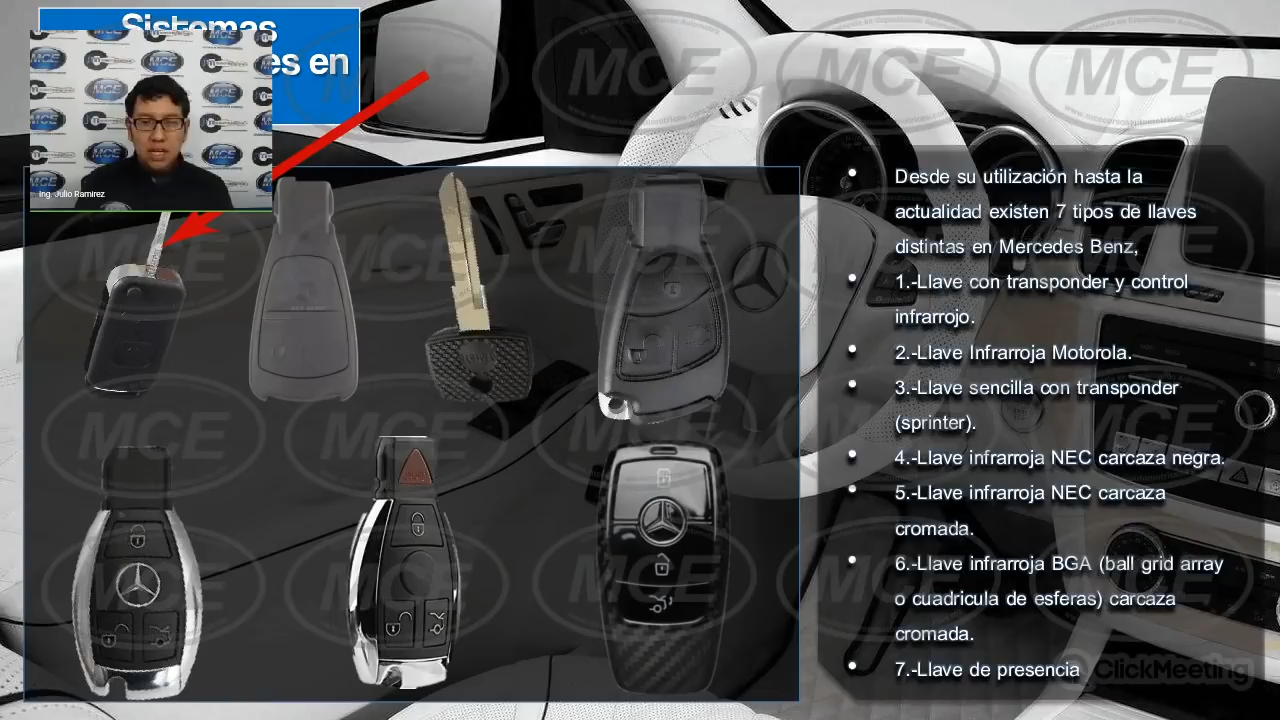 Sistemas
es en
Ing. Julio Ramirez
Desde su utilización hasta la
actualidad existen 7 tipos de llaves
distintas en Mercedes Benz,
1.-Llave con transponder y control
infrarrojo.
2.-Llave Infrarroja Motorola.
3.-Llave sencilla con transponder
(sprinter).
4.-Llave infrarroja NEC carcaza negra.
5.-Llave infrarroja NEC carcaza
cromada.
6.-Llave infrarroja BGA (ball grid array
o cuadricula de esferas) carcaza
cromada.
7.-Llave de presencia
ClickMeeting
MCE